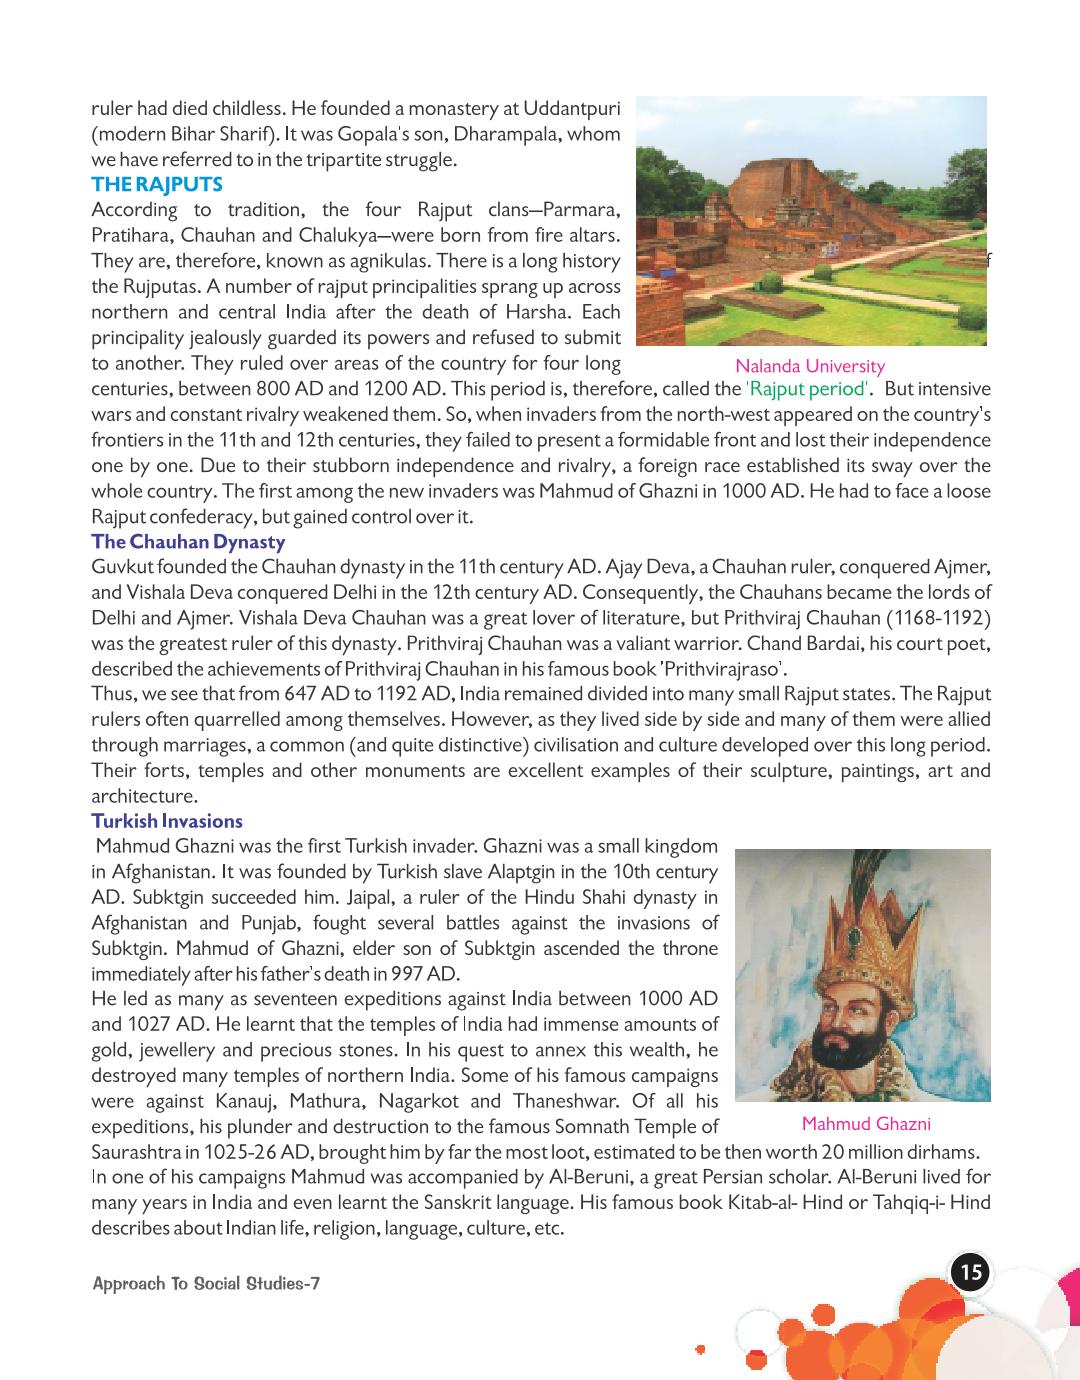 ruler had died childless. He founded a monastery at Uddantpuri
(modern Bihar Sharif). It was Gopala's son, Dharampala, whom
we have referred to in the tripartite struggle.
THE RAJPUTS
According to tradition, the four Rajput clans—Parmara,
Pratihara, Chauhan and Chalukya—were born from fire altars.
They are, therefore, known as agnikulas. There is a long history
f
the Rujputas. A number of rajput principalities sprang up across
northern and central India after the death of Harsha. Each
principality jealously guarded its powers and refused to submit
to another. They ruled over areas of the country for four long
Nalanda University
centuries, between 800 AD and 1200 AD. This period is, therefore, called the 'Rajput period'. But intensive
wars and constant rivalry weakened them. So, when invaders from the north-west appeared on the country's
frontiers in the 11th and 12th centuries, they failed to present a formidable front and lost their independence
one by one. Due to their stubborn independence and rivalry, a foreign race established its sway over the
whole country. The first among the new invaders was Mahmud of Ghazni in 1000 AD. He had to face a loose
Rajput confederacy, but gained control over it.
The Chauhan Dynasty
Guvkut founded the Chauhan dynasty in the 11th century AD. Ajay Deva, a Chauhan ruler, conquered Ajmer,
and Vishala Deva conquered Delhi in the 12th century AD. Consequently, the Chauhans became the lords of
Delhi and Ajmer. Vishala Deva Chauhan was a great lover of literature, but Prithviraj Chauhan (1168-1192)
was the greatest ruler of this dynasty. Prithviraj Chauhan was a valiant warrior. Chand Bardai, his court poet,
described the achievements of Prithviraj Chauhan in his famous book 'Prithvirajraso'.
Thus, we see that from 647 AD to 1192 AD, India remained divided into many small Rajput states. The Rajput
rulers often quarrelled among themselves. However, as they lived side by side and many of them were allied
through marriages, a common (and quite distinctive) civilisation and culture developed over this long period.
Their forts, temples and other monuments are excellent examples of their sculpture, paintings, art and
architecture.
Turkish Invasions
Mahmud Ghazni was the first Turkish invader. Ghazni was a small kingdom
in Afghanistan. It was founded by Turkish slave Alaptgin in the 10th century
AD. Subktgin succeeded him. Jaipal, a ruler of the Hindu Shahi dynasty in
Afghanistan and Punjab, fought several battles against the invasions of
Subktgin. Mahmud of Ghazni, elder son of Subktgin ascended the throne
immediately after his father's death in 997 AD.
He led as many as seventeen expeditions against India between 1000 AD
and 1027 AD. He learnt that the temples of India had immense amounts of
gold, jewellery and precious stones. In his quest to annex this wealth, he
destroyed many temples of northern India. Some of his famous campaigns
were against Kanauj, Mathura, Nagarkot and Thaneshwar. Of all his
expeditions, his plunder and destruction to the famous Somnath Temple of
Mahmud Ghazni
Saurashtra in 1025-26 AD, brought him by far the most loot, estimated to be then worth 20 million dirhams.
In one of his campaigns Mahmud was accompanied by Al-Beruni, a great Persian scholar. Al-Beruni lived for
many years in India and even learnt the Sanskrit language. His famous book Kitab-al- Hind or Tahqiq-i- Hind
describes about Indian life, religion, language, culture, etc.
Approach To Social Studies-7
15